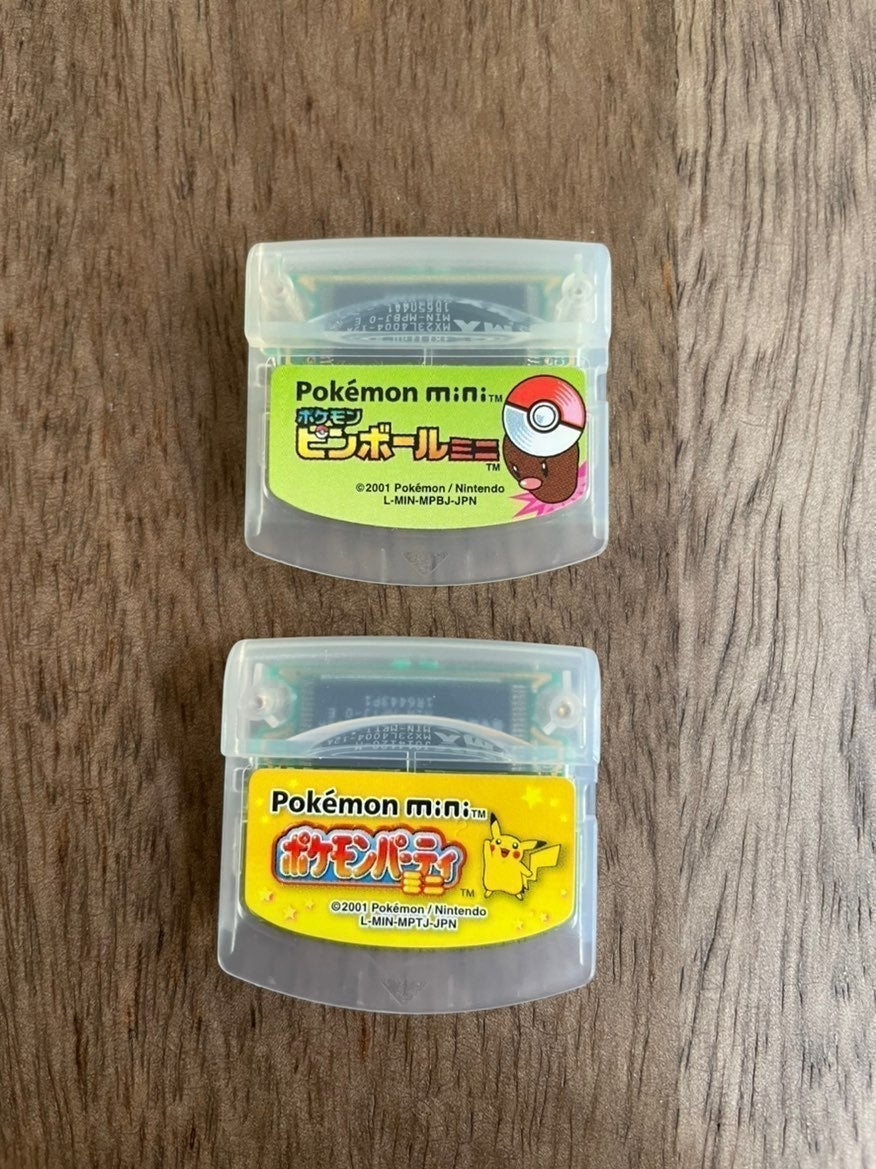 Pokémon mini™
ポケモン
ピンボールミニ
™
©2001 Pokémon / Nintendo
L-MIN-MPBJ-JPN
Pokémon mini™
ポケモンパーティ
ミニ
™
©2001 Pokémon / Nintendo
L-MIN-MPTJ-JPN